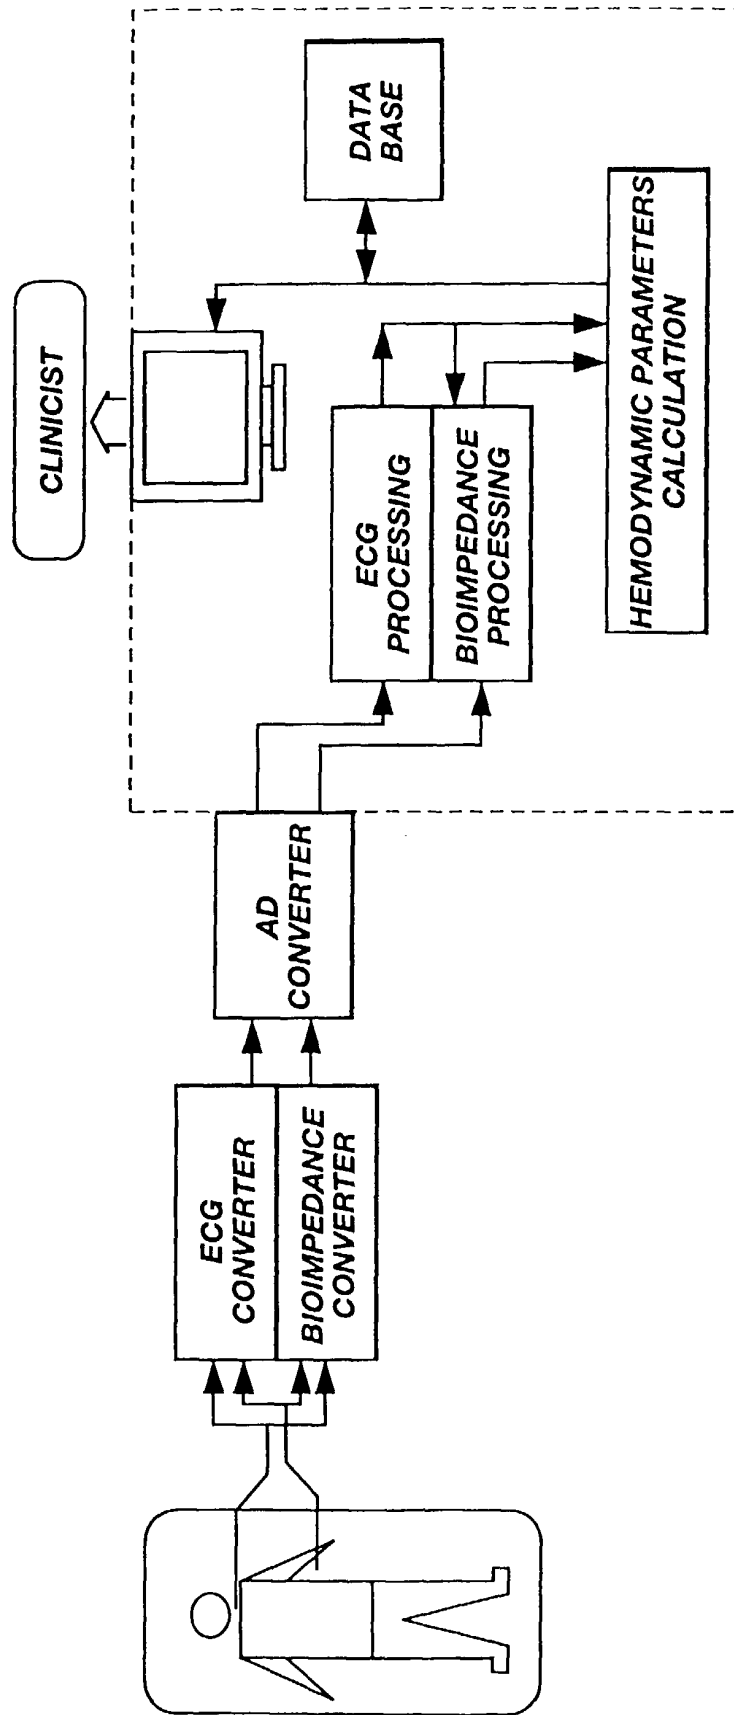 CLINICIST
DATA
BASE
ECG
PROCESSING
BIOIMPEDANCE
PROCESSING
HEMODYNAMIC PARAMETERS
CALCULATION
AD
CONVERTER
ECG
CONVERTER
BIOIMPEDANCE
CONVERTER